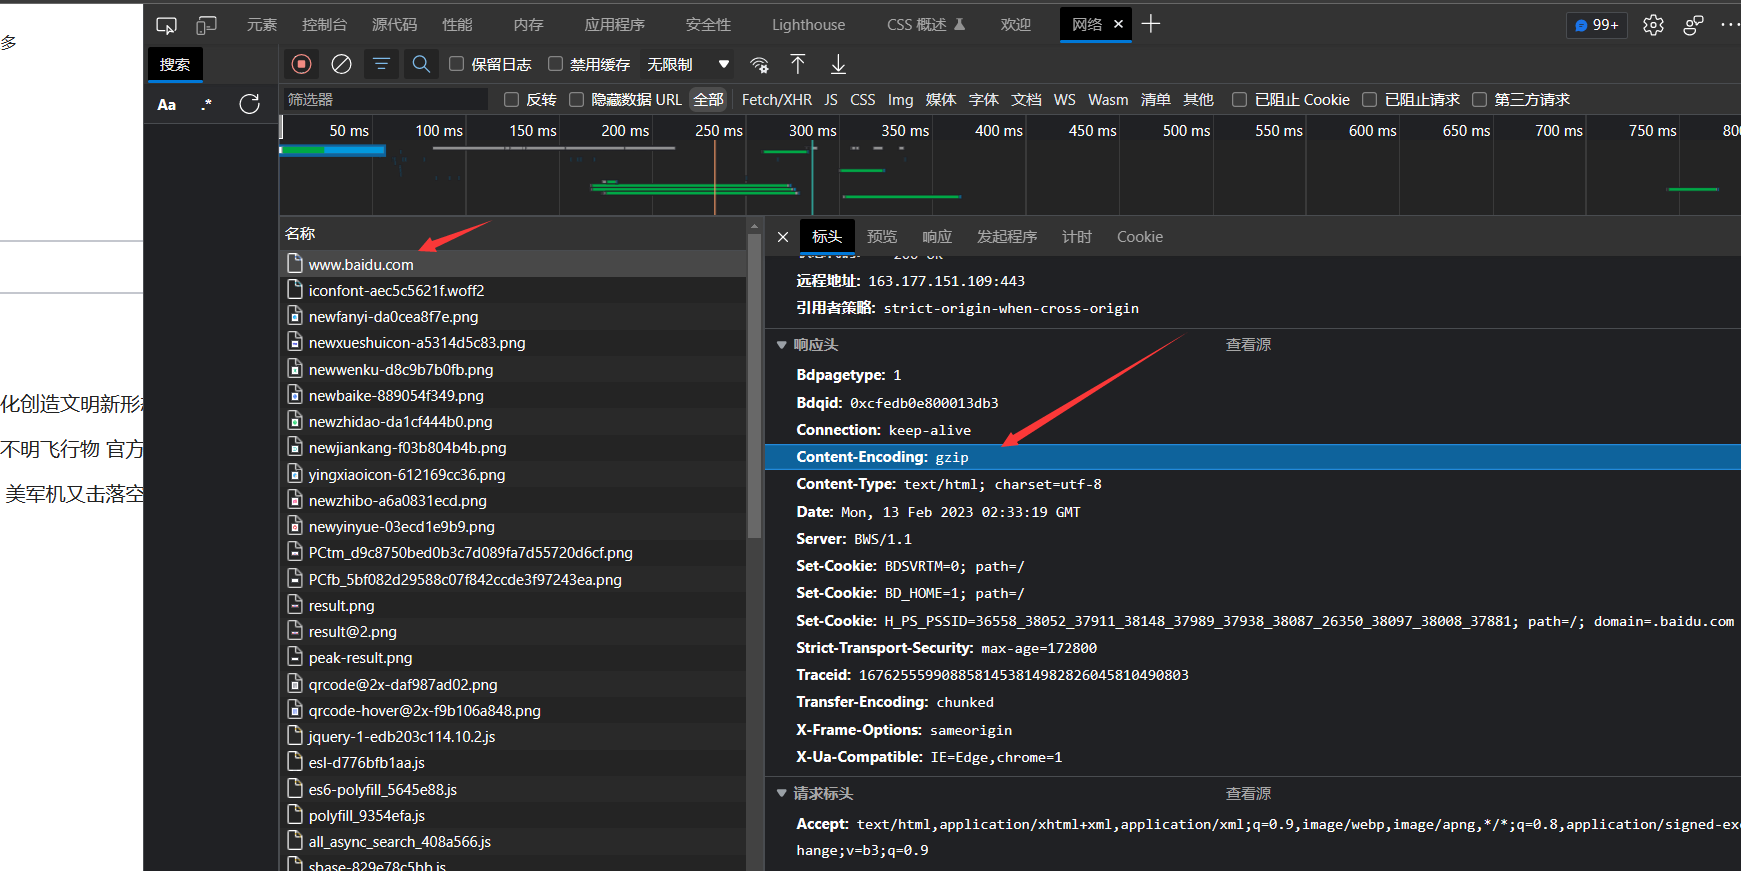 多
化创造文明新形
不明飞行物 官方
美军机又击落空
元素 控制台 源代码 性能 内存 应用程序 安全性 Lighthouse CSS 概述 欢迎 网络 × + 99+
搜索
保留日志 禁用缓存 无限制
Aa .*
筛选器 反转 隐藏数据 URL 全部 Fetch/XHR JS CSS Img 媒体 字体 文档 WS Wasm 清单 其他 已阻止 Cookie 已阻止请求 第三方请求
50 ms 100 ms 150 ms 200 ms 250 ms 300 ms 350 ms 400 ms 450 ms 500 ms 550 ms 600 ms 650 ms 700 ms 750 ms 80
名称
www.baidu.com
iconfont-aec5c5621f.woff2
newfanyi-da0cea8f7e.png
newxueshuicon-a5314d5c83.png
newwenku-d8c9b7b0fb.png
newbaike-889054f349.png
newzhidao-da1cf444b0.png
newjiankang-f03b804b4b.png
yingxiaoicon-612169cc36.png
newzhibo-a6a0831ecd.png
newyinyue-03ecd1e9b9.png
PCtm_d9c8750bed0b3c7d089fa7d55720d6cf.png
PCfb_5bf082d29588c07f842ccde3f97243ea.png
result.png
result@2.png
peak-result.png
qrcode@2x-daf987ad02.png
qrcode-hover@2x-f9b106a848.png
jquery-1-edb203c114.10.2.js
esl-d776bfb1aa.js
es6-polyfill_5645e88.js
polyfill_9354efa.js
all_async_search_408a566.js
sbase-829e78c5bb.js
标头 预览 响应 发起程序 计时 Cookie
200 OK
远程地址: 163.177.151.109:443
引用者策略: strict-origin-when-cross-origin
响应头 查看源
Bdpagetype: 1
Bdqid: 0xcfedb0e800013db3
Connection: keep-alive
Content-Encoding: gzip
Content-Type: text/html; charset=utf-8
Date: Mon, 13 Feb 2023 02:33:19 GMT
Server: BWS/1.1
Set-Cookie: BDSVRTM=0; path=/
Set-Cookie: BD_HOME=1; path=/
Set-Cookie: H_PS_PSSID=36558_38052_37911_38148_37989_37938_38087_26350_38097_38008_37881; path=/; domain=.baidu.com
Strict-Transport-Security: max-age=172800
Traceid: 1676255599088581453814982826045810490803
Transfer-Encoding: chunked
X-Frame-Options: sameorigin
X-Ua-Compatible: IE=Edge,chrome=1
请求标头 查看源
Accept: text/html,application/xhtml+xml,application/xml;q=0.9,image/webp,image/apng,*/*;q=0.8,application/signed-exc
hange;v=b3;q=0.9